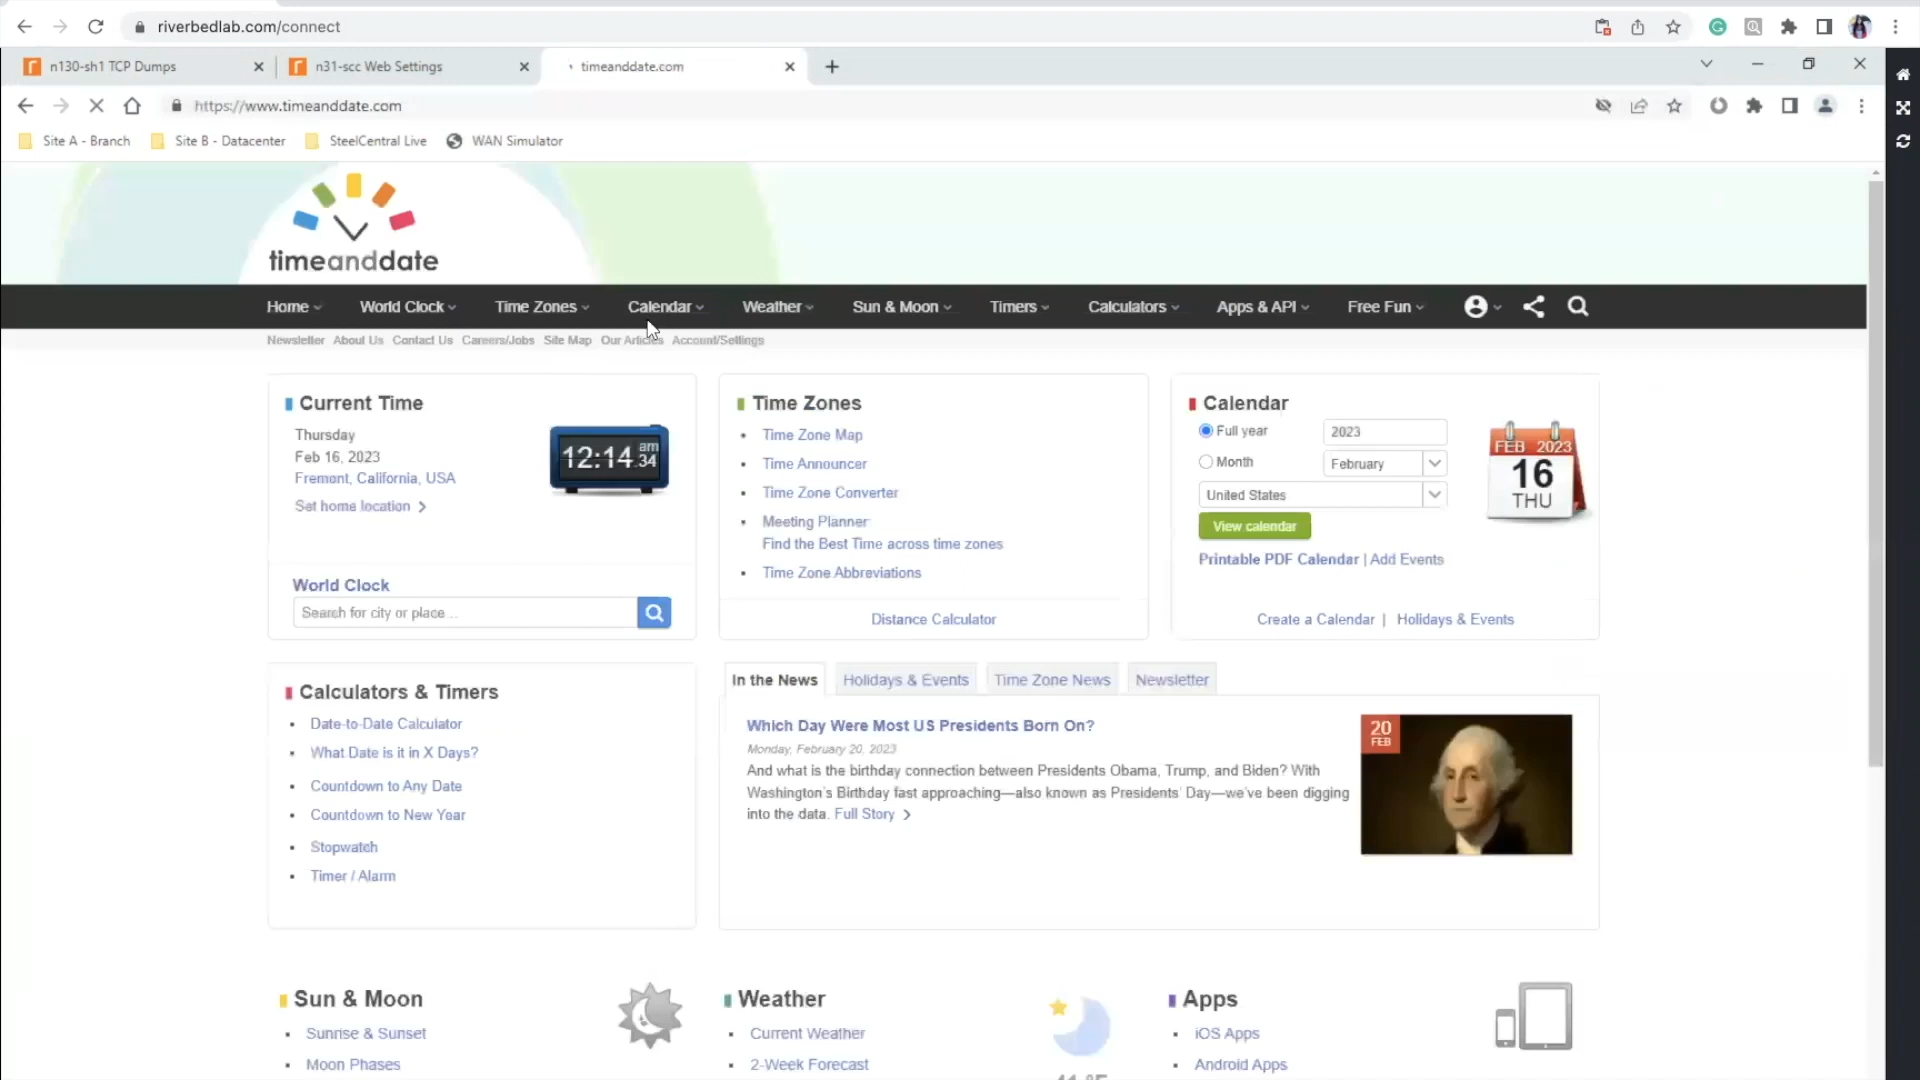 riverbedlab.com/connect
n130-sh1 TCP Dumps
n31-scc Web Settings
timeanddate.com
https://www.timeanddate.com
Site A - Branch
Site B - Datacenter
SteelCentral Live
WAN Simulator
timeanddate
Home
World Clock
Time Zones
Calendar
Weather
Sun & Moon
Timers
Calculators
Apps & API
Free Fun
Newsletter About Us Contact Us Careers/Jobs Site Map Our Articles Account/Settings
Current Time
Thursday
Feb 16, 2023
Fremont, California, USA
Set home location
12:14 am 34
World Clock
Search for city or place ...
Time Zones
Time Zone Map
Time Announcer
Time Zone Converter
Meeting Planner
Find the Best Time across time zones
Time Zone Abbreviations
Distance Calculator
Calendar
Full year
2023
Month
February
United States
View calendar
Printable PDF Calendar | Add Events
FEB 2023
16
THU
Create a Calendar | Holidays & Events
Calculators & Timers
Date-to-Date Calculator
What Date is it in X Days?
Countdown to Any Date
Countdown to New Year
Stopwatch
Timer / Alarm
In the News
Holidays & Events
Time Zone News
Newsletter
Which Day Were Most US Presidents Born On?
Monday, February 20, 2023
And what is the birthday connection between Presidents Obama, Trump, and Biden? With
Washington's Birthday fast approaching—also known as Presidents' Day—we've been digging
into the data. Full Story
20
FEB
Sun & Moon
Sunrise & Sunset
Moon Phases
Weather
Current Weather
2-Week Forecast
Apps
iOS Apps
Android Apps